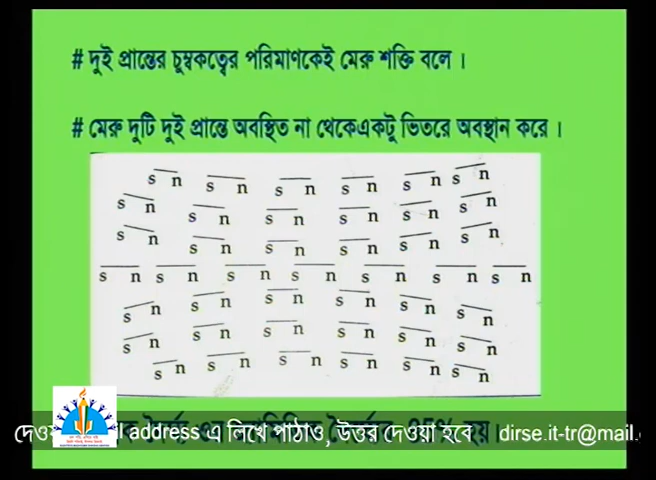 # দুই প্রান্তের চুম্বকত্বের পরিমাণকেই মেরু শক্তি বলে ।
# মেরু দুটি দুই প্রান্তে অবস্থিত না থেকেএকটু ভিতরে অবস্থান করে ।
s n s n s n s n s n s n
s n s n s n s n s n s n
s n s n s n s n s n s n
s n s n s n s n s n s n s n
s n s n s n s n s n s n
s n s n s n s n s n s n
s n s n s n s n s n s n
address এ লিখে পাঠাও, উত্তর দেওয়া হবে dirse.it-tr@mail.